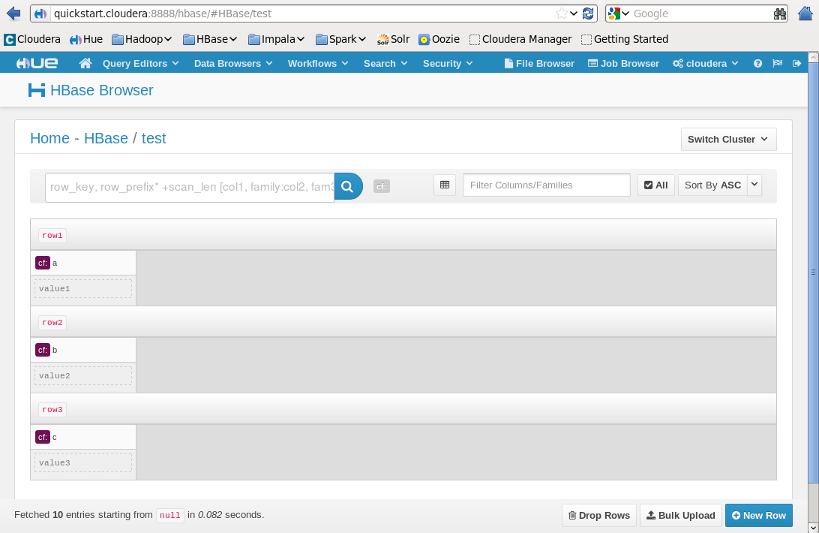 quickstart.cloudera:8888/hbase/#HBase/test Google
Cloudera Hue Hadoop HBase Impala Spark Solr Oozie Cloudera Manager Getting Started
HUE Query Editors Data Browsers Workflows Search Security File Browser Job Browser cloudera
HBase Browser
Home - HBase / test Switch Cluster
row_key, row_prefix* +scan_len [col1, family:col2, fam3 cf: Filter Columns/Families All Sort By ASC
row1
cf: a
value1
row2
cf: b
value2
row3
cf: c
value3
Fetched 10 entries starting from null in 0.082 seconds. Drop Rows Bulk Upload New Row